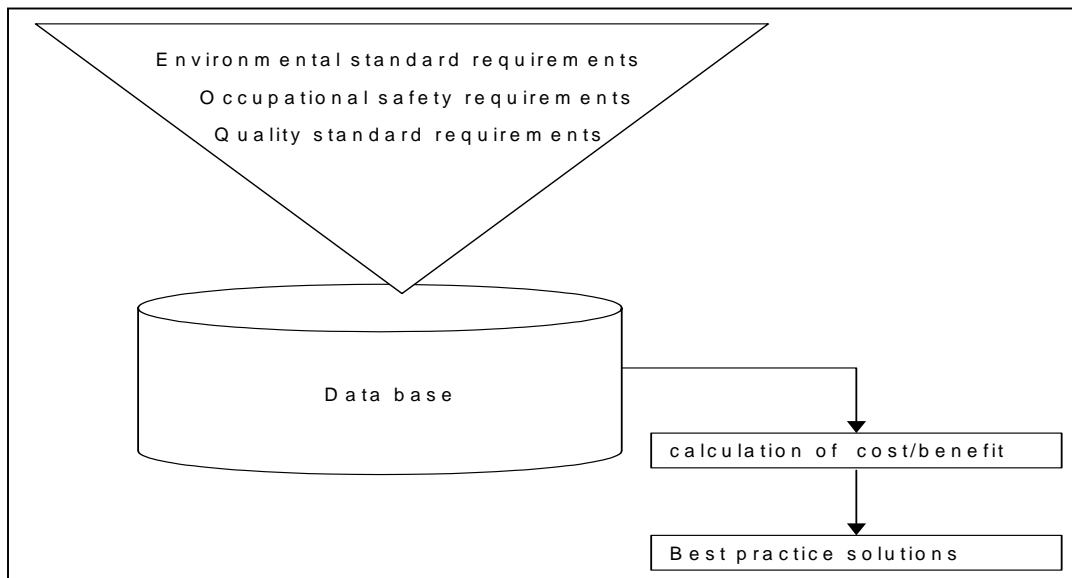 Environmental standard requirements
Occupational safety requirements
Quality standard requirements
Data base
calculation of cost/benefit
Best practice solutions